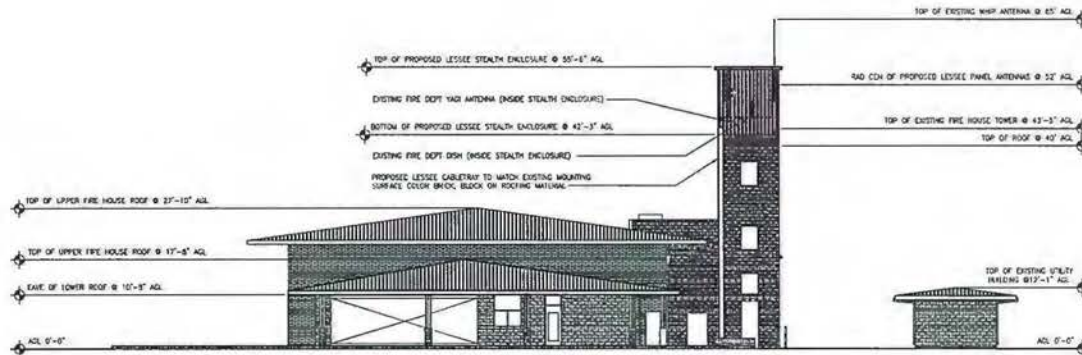 TOP OF EXISTING WHIP ANTENNA @ 65' AGL
TOP OF PROPOSED LESSEE STEALTH ENCLOSURE @ 55'-6" AGL
RAD CEN OF PROPOSED LESSEE PANEL ANTENNAS @ 52' AGL
EXISTING FIRE DEPT YAGI ANTENNA (INSIDE STEALTH ENCLOSURE)
TOP OF EXISTING FIRE HOUSE TOWER @ 43'-5" AGL
BOTTOM OF PROPOSED LESSEE STEALTH ENCLOSURE @ 42'-3" AGL
TOP OF ROOF @ 40' AGL
EXISTING FIRE DEPT DISH (INSIDE STEALTH ENCLOSURE)
PROPOSED LESSEE CABLETRAY TO MATCH EXISTING MOUNTING
SURFACE COLOR BRICK, BLOCK OR ROOFING MATERIAL
TOP OF UPPER FIRE HOUSE ROOF @ 27'-10" AGL
TOP OF UPPER FIRE HOUSE ROOF @ 17'-8" AGL
EAVE OF LOWER ROOF @ 10'-9" AGL
TOP OF EXISTING UTILITY
BUILDING @12'-1" AGL
AGL 0'-0"
AGL 0'-0"